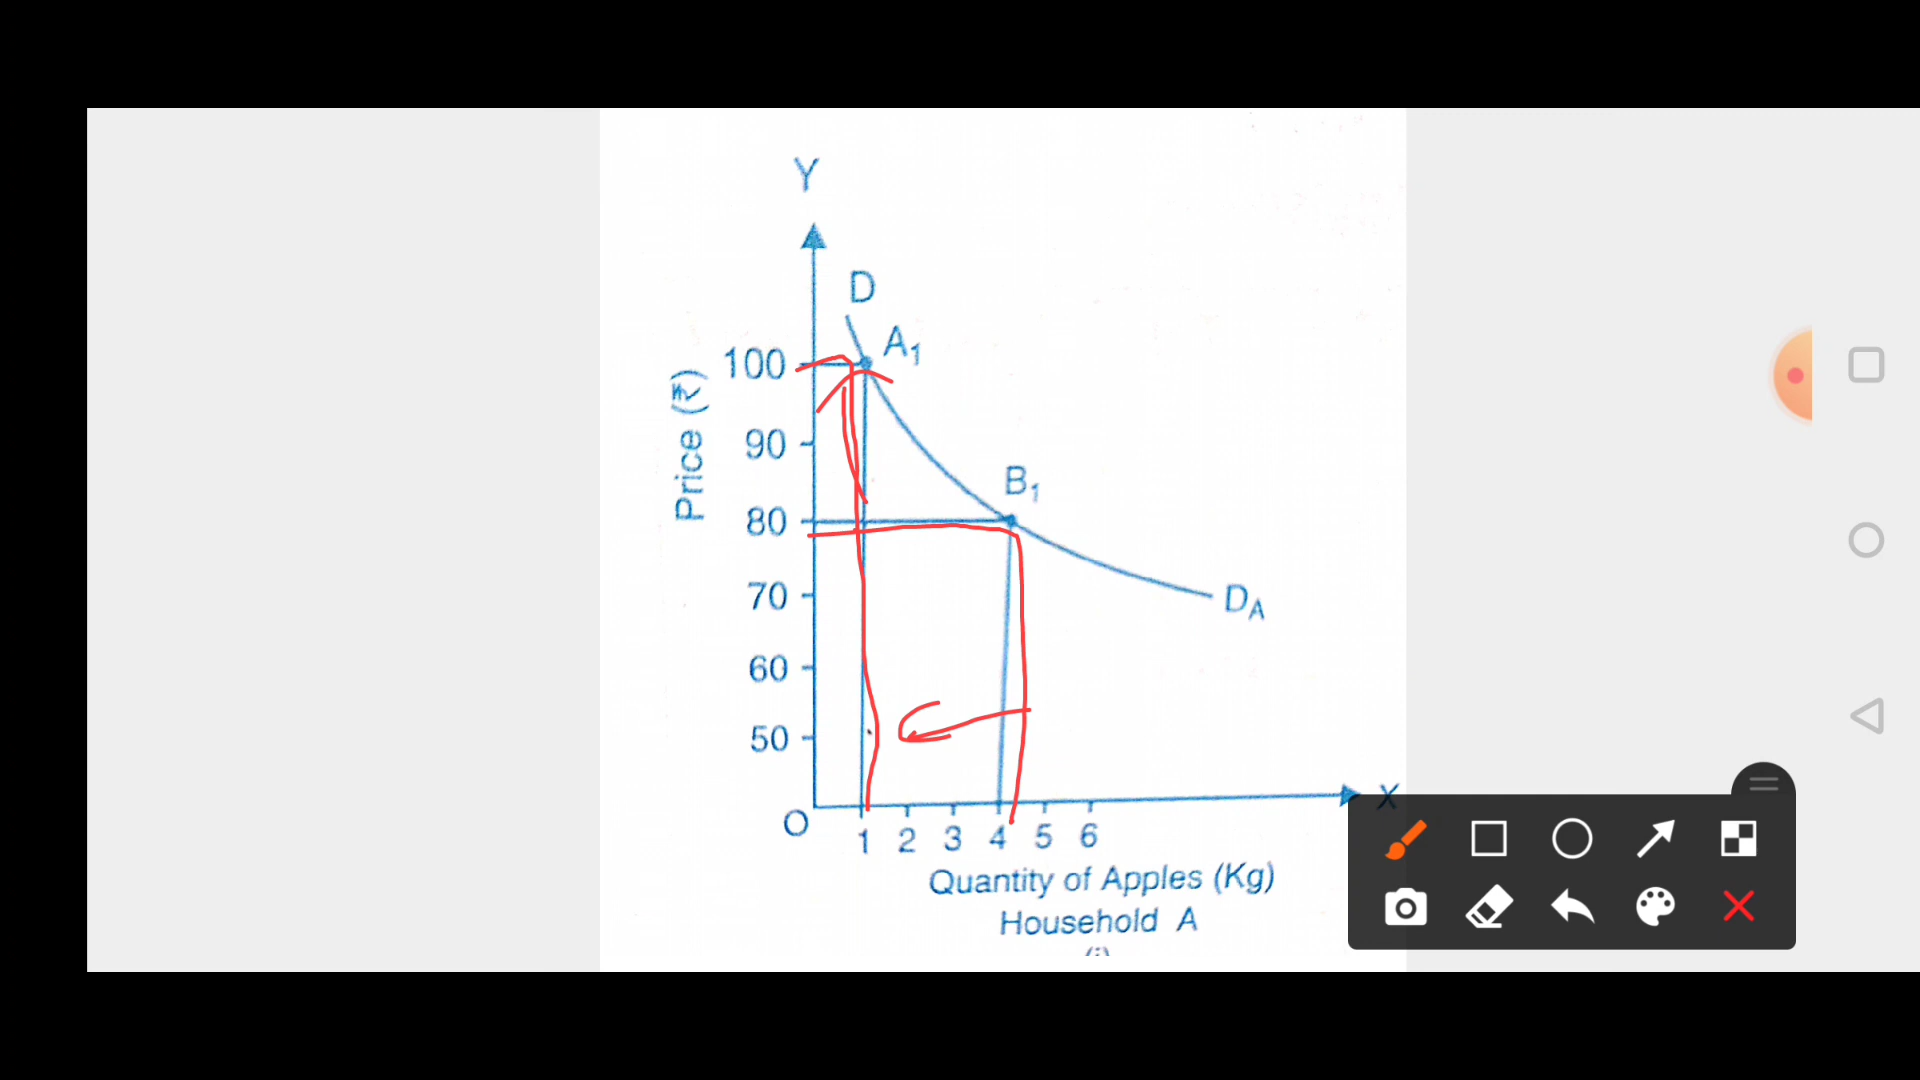 Y
D
A₁
100
Price (₹)
90
B₁
80
70
D_A
60
50
O
X
1 2 3 4 5 6
Quantity of Apples (Kg)
Household A
(i)